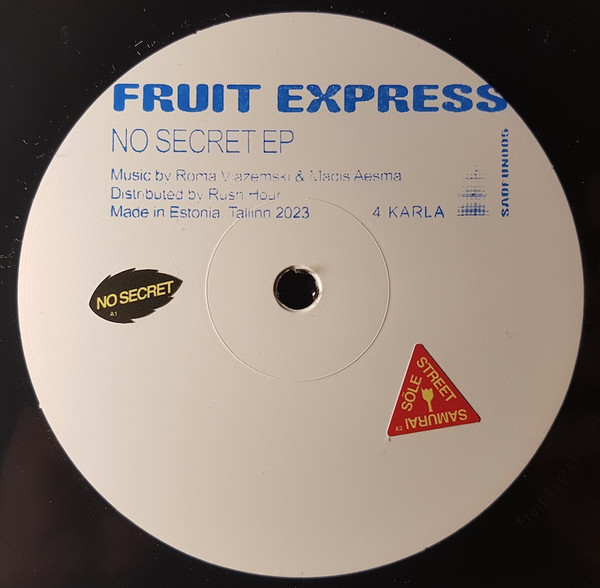 FRUIT EXPRESS
NO SECRET EP
Music by Roma Vjazemski & Madis Aesma
Distributed by Rush Hour
Made in Estonia, Tallinn 2023
4 KARLA
SAOFUN005
NO SECRET
A1
SÕLE
STREET
SAMURAI
A2